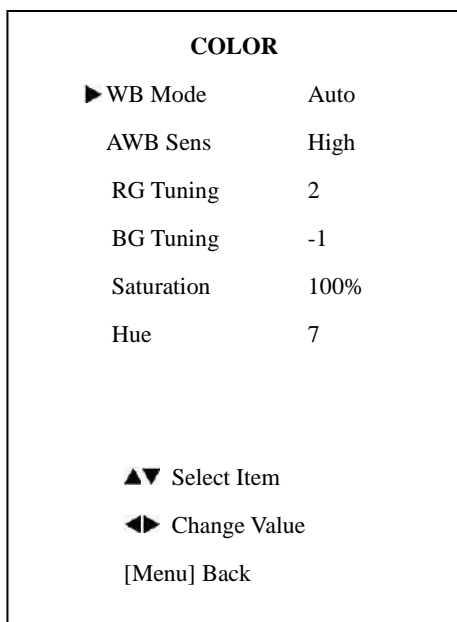 COLOR
▶WB Mode Auto
AWB Sens High
RG Tuning 2
BG Tuning -1
Saturation 100%
Hue 7
▲▼ Select Item
◀▶ Change Value
[Menu] Back